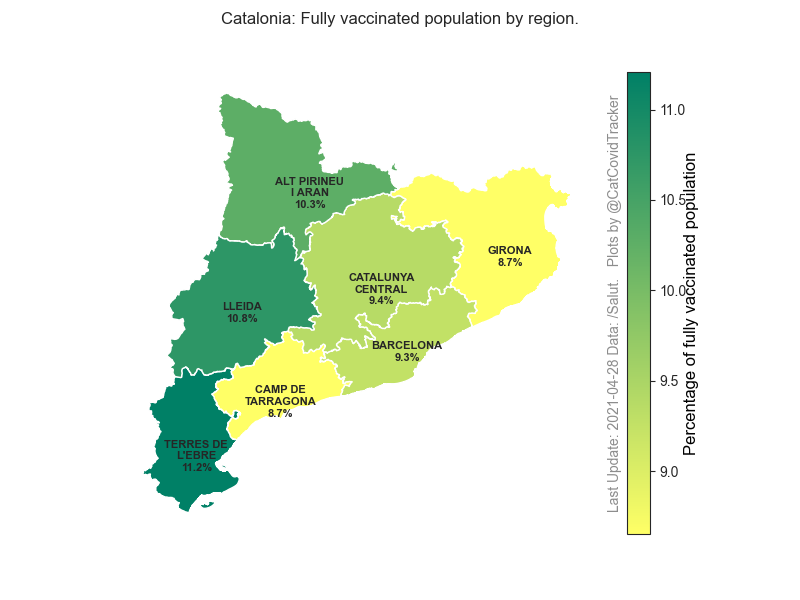 Catalonia: Fully vaccinated population by region.
ALT PIRINEU
I ARAN
10.3%
GIRONA
8.7%
CATALUNYA
CENTRAL
9.4%
LLEIDA
10.8%
BARCELONA
9.3%
CAMP DE
TARRAGONA
8.7%
TERRES DE
L'EBRE
11.2%
Last Update: 2021-04-28 Data: /Salut.   Plots by @CatCovidTracker
11.0
10.5
10.0
9.5
9.0
Percentage of fully vaccinated population